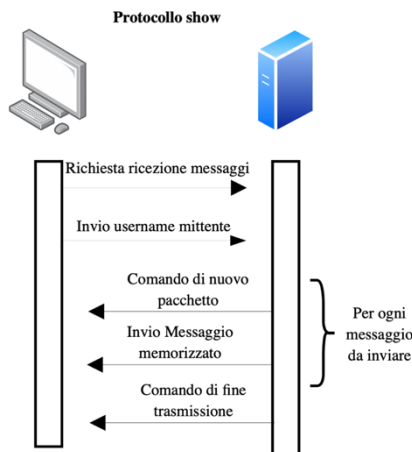 Protocollo show
Richiesta ricezione messaggi
Invio username mittente
Comando di nuovo
pacchetto
Invio Messaggio
memorizzato
Comando di fine
trasmissione
Per ogni
messaggio
da inviare